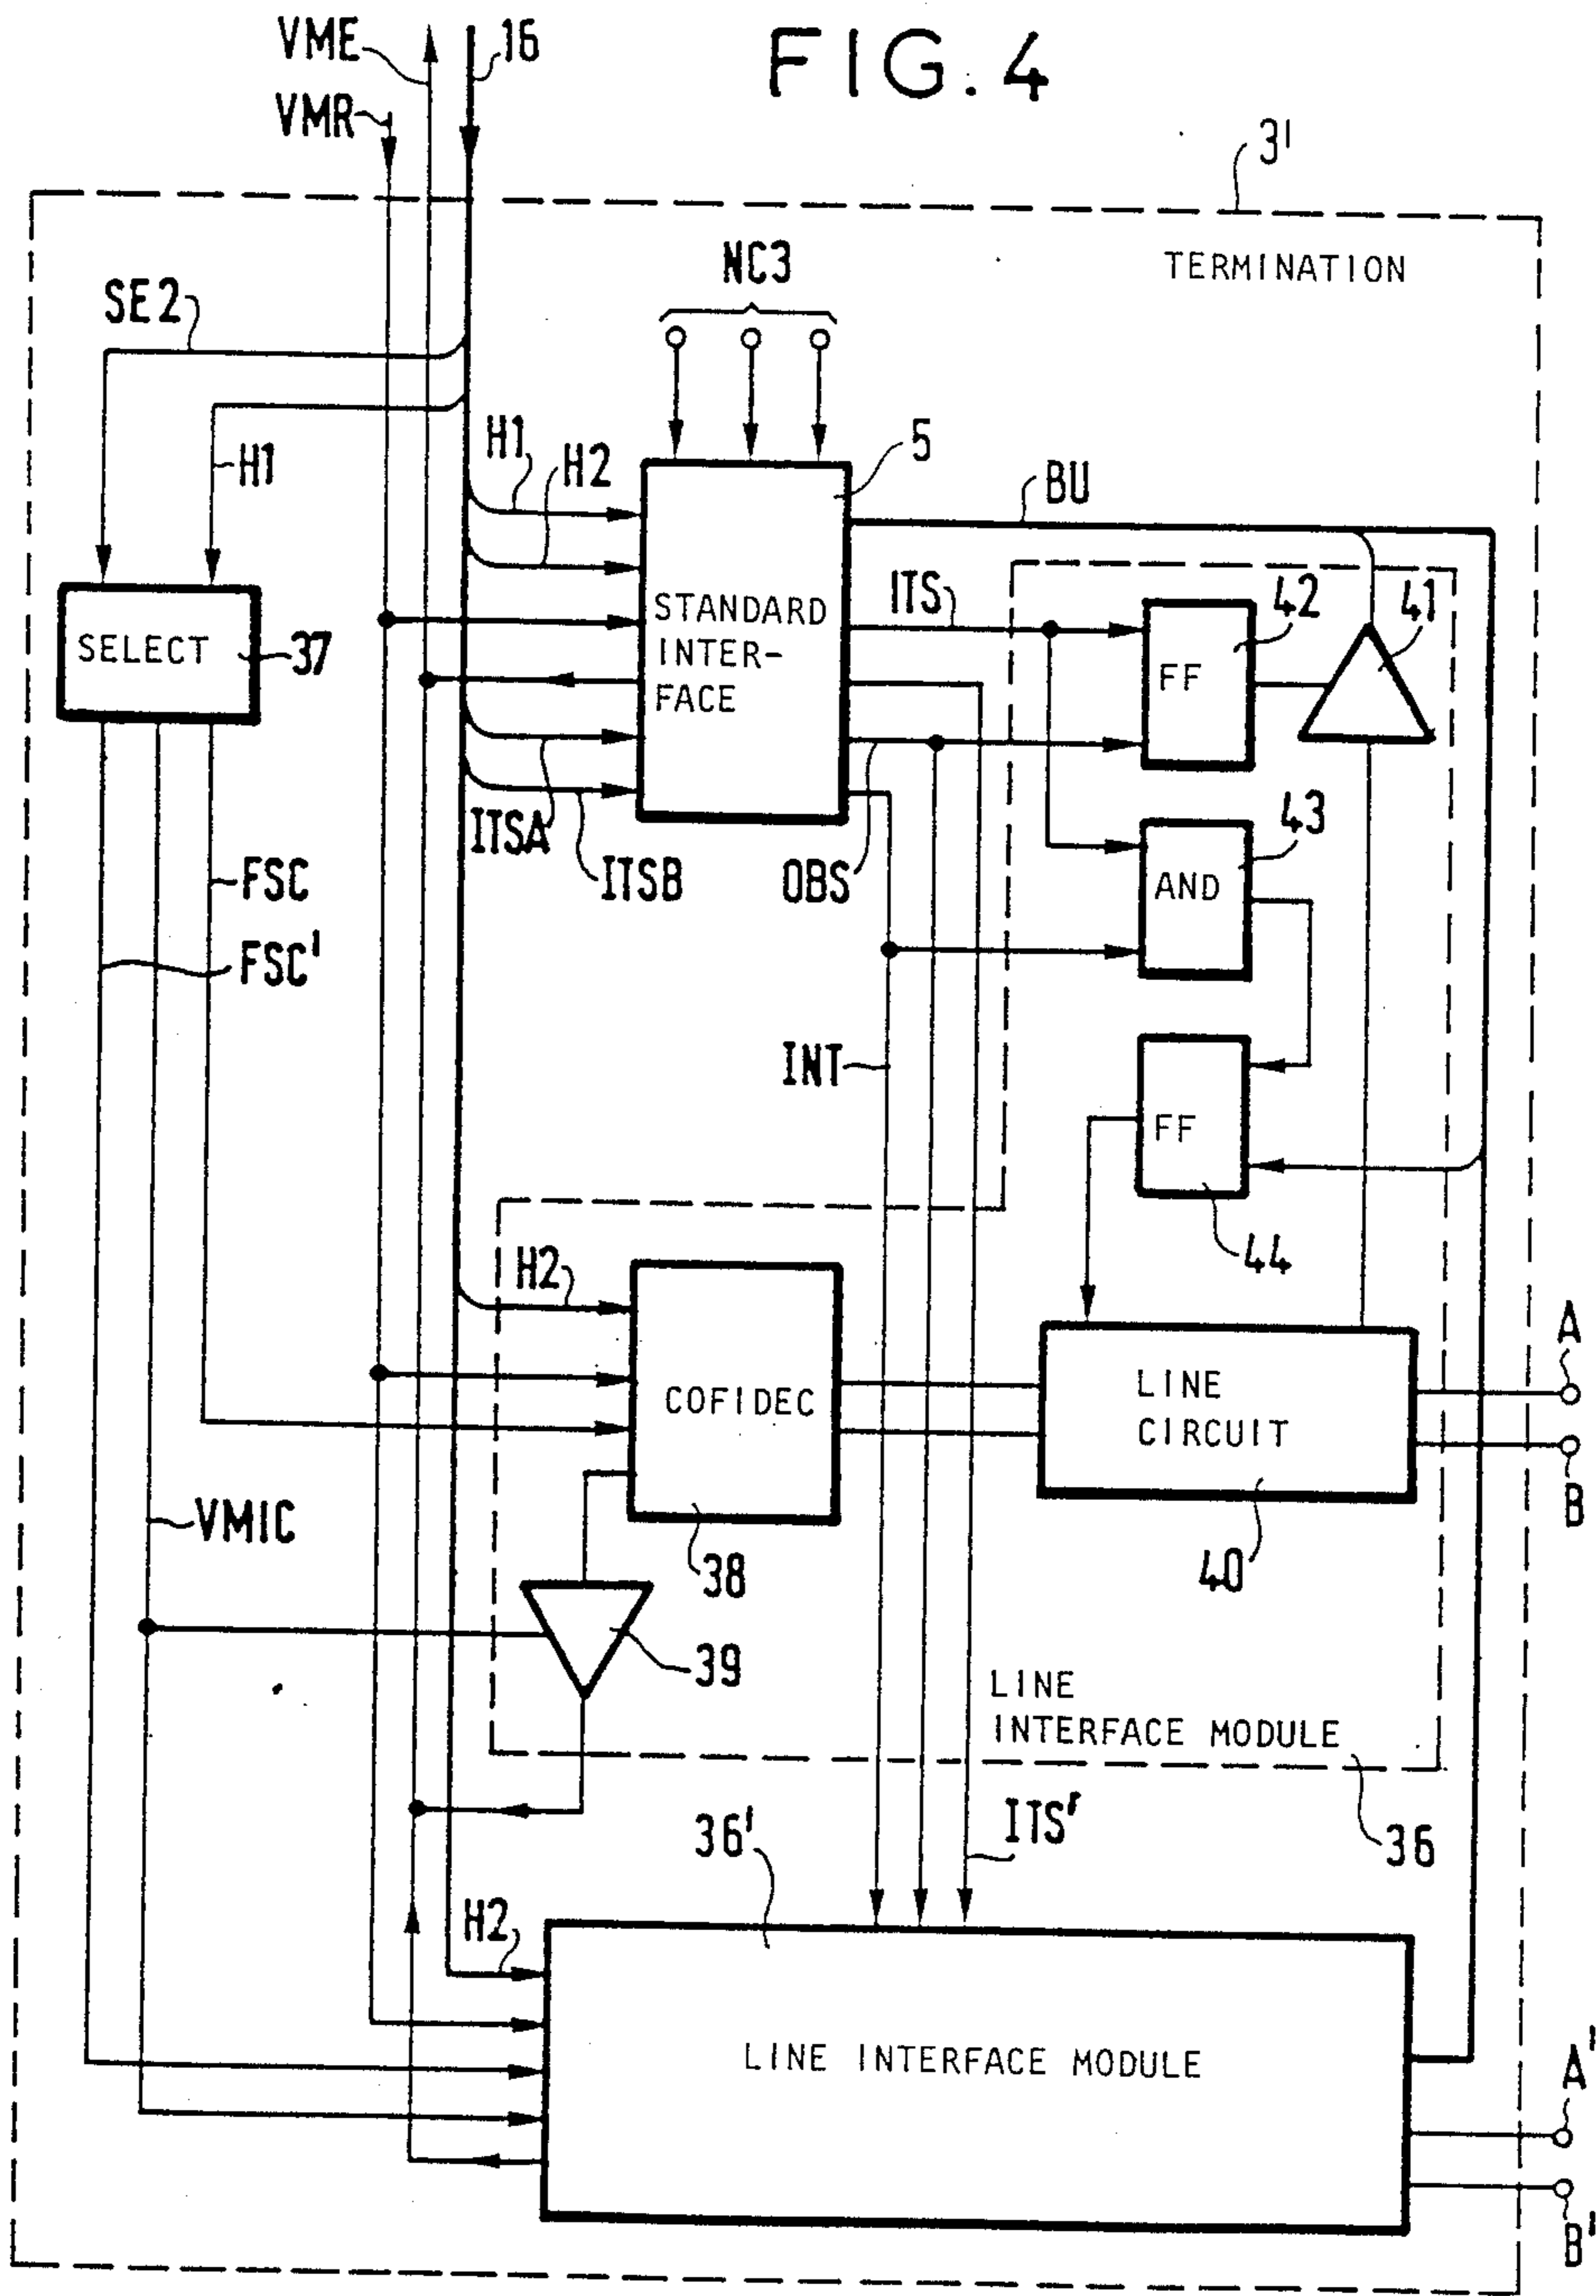 FIG. 4
VME
16
VMR
3'
TERMINATION
NC3
SE2
H1
H1
H2
5
BU
SELECT
37
STANDARD
INTER-
FACE
ITS
42
41
FF
ITSA
ITSB
OBS
43
AND
FSC
FSC'
INT
FF
44
H2
COFIDEC
38
LINE
CIRCUIT
40
A
B
VMIC
39
LINE
INTERFACE MODULE
36
ITS'
36'
H2
LINE INTERFACE MODULE
A'
B'